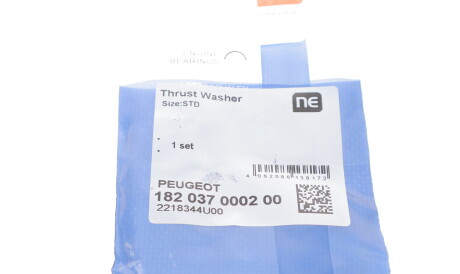 ENGINE
BEARINGS
Thrust Washer
Size:STD
NE
1 set
PEUGEOT
182 037 0002 00
2218344U00